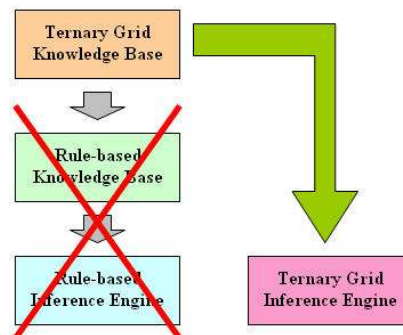 Ternary Grid
Knowledge Base
Rule-based
Knowledge Base
Rule-based
Inference Engine
Ternary Grid
Inference Engine